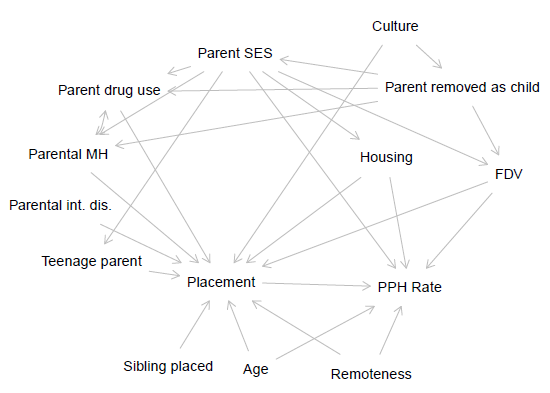 Culture
Parent SES
Parent drug use
Parent removed as child
Parental MH
Housing
FDV
Parental int. dis.
Teenage parent
Placement
PPH Rate
Sibling placed
Age
Remoteness